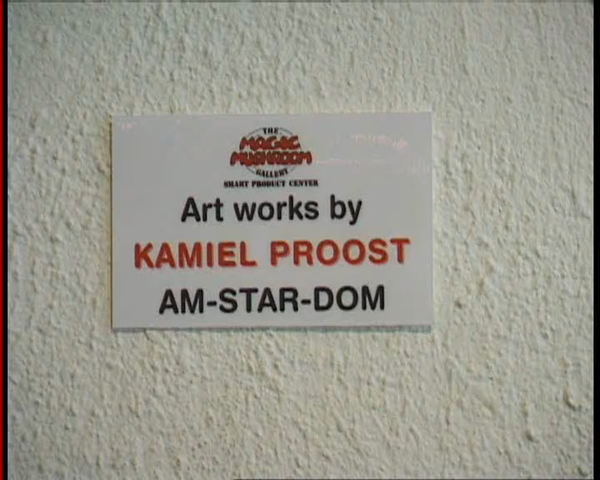 THE
MAGIC
MUSHROOM
GALLERY
SMART PRODUCT CENTER
Art works by
KAMIEL PROOST
AM-STAR-DOM